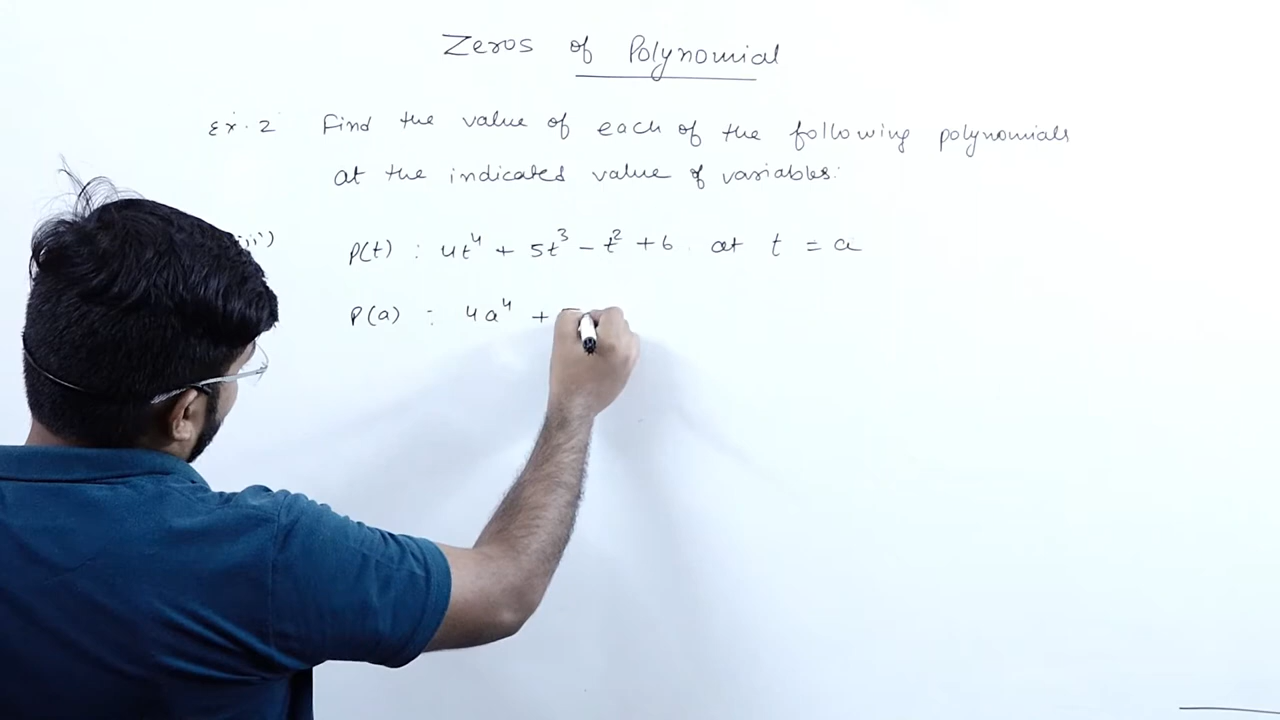 Zeros of Polynomial
Ex. 2 Find the value of each of the following polynomials
at the indicated value of variables:
P(t) : 4t⁴ + 5t³ - t² + 6 at t = a
P(a) : 4a⁴ +